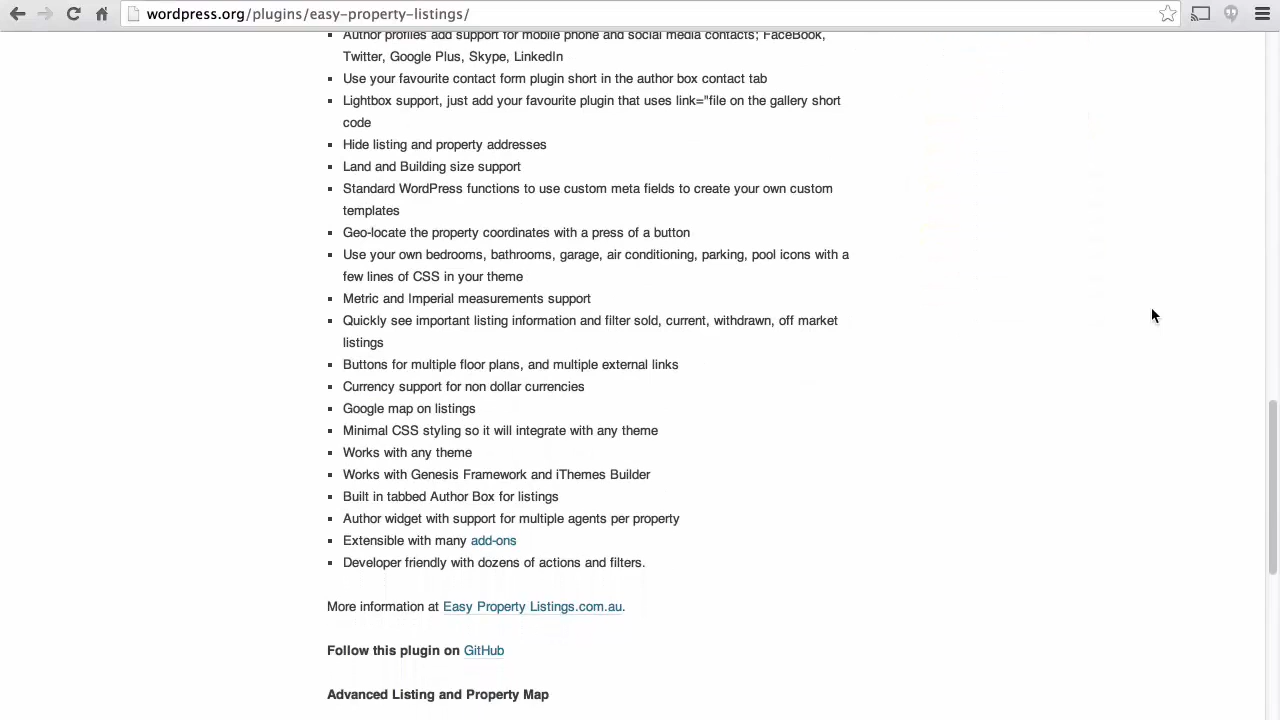 wordpress.org/plugins/easy-property-listings/
Author profiles add support for mobile phone and social media contacts; FaceBook,
Twitter, Google Plus, Skype, LinkedIn
Use your favourite contact form plugin short in the author box contact tab
Lightbox support, just add your favourite plugin that uses link="file on the gallery short
code
Hide listing and property addresses
Land and Building size support
Standard WordPress functions to use custom meta fields to create your own custom
templates
Geo-locate the property coordinates with a press of a button
Use your own bedrooms, bathrooms, garage, air conditioning, parking, pool icons with a
few lines of CSS in your theme
Metric and Imperial measurements support
Quickly see important listing information and filter sold, current, withdrawn, off market
listings
Buttons for multiple floor plans, and multiple external links
Currency support for non dollar currencies
Google map on listings
Minimal CSS styling so it will integrate with any theme
Works with any theme
Works with Genesis Framework and iThemes Builder
Built in tabbed Author Box for listings
Author widget with support for multiple agents per property
Extensible with many add-ons
Developer friendly with dozens of actions and filters.
More information at Easy Property Listings.com.au.
Follow this plugin on GitHub
Advanced Listing and Property Map